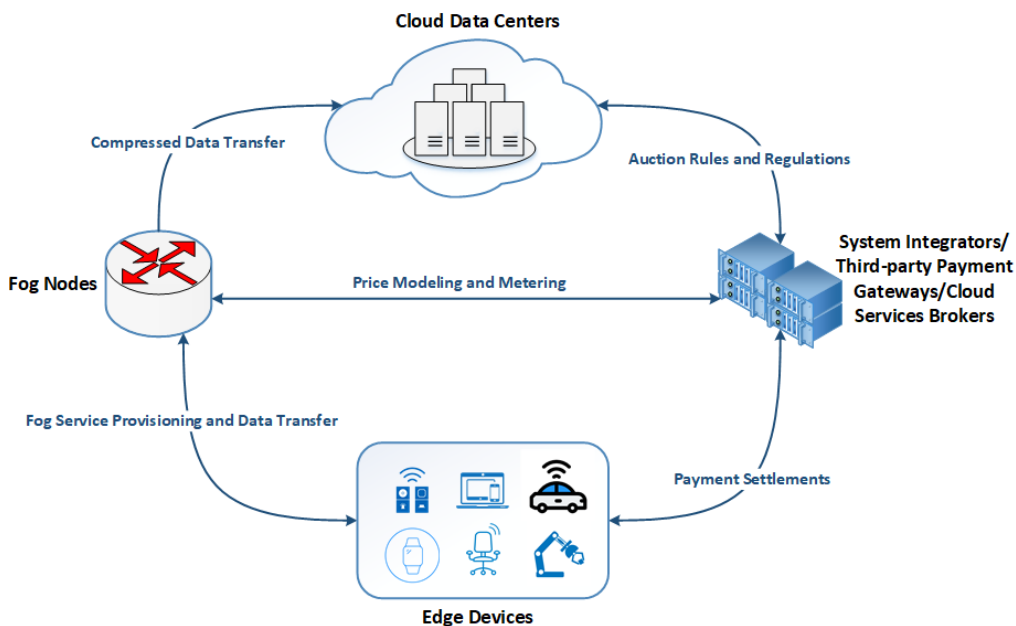 Cloud Data Centers
Compressed Data Transfer
Auction Rules and Regulations
System Integrators/
Third-party Payment
Gateways/Cloud
Services Brokers
Fog Nodes
Price Modeling and Metering
Fog Service Provisioning and Data Transfer
Payment Settlements
Edge Devices